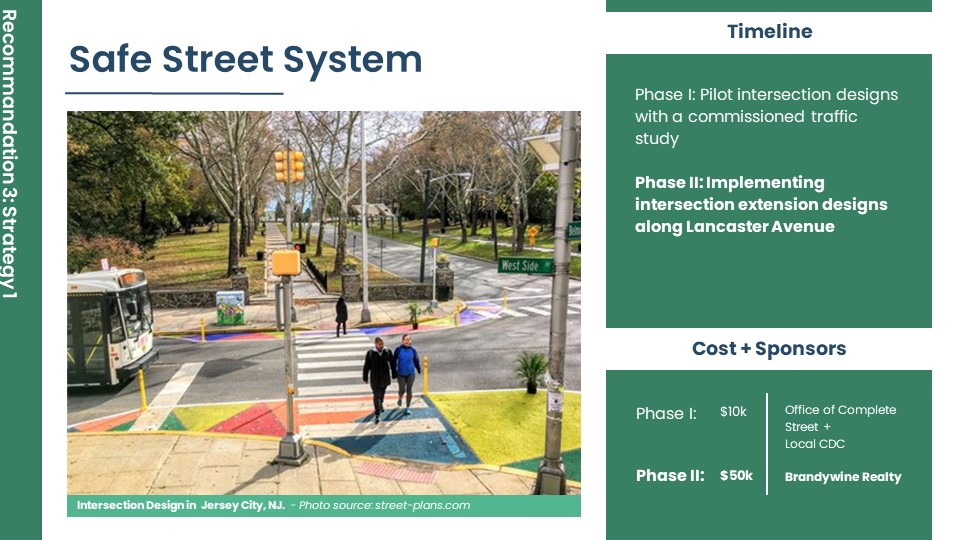 Recommandation 3: Strategy 1
Safe Street System
West Side
Intersection Design in Jersey City, NJ. - Photo source: street-plans.com
Timeline
Phase I: Pilot intersection designs
with a commissioned traffic
study
Phase II: Implementing
intersection extension designs
along Lancaster Avenue
Cost + Sponsors
Phase I: $10k
Office of Complete
Street +
Local CDC
Phase II: $50k
Brandywine Realty